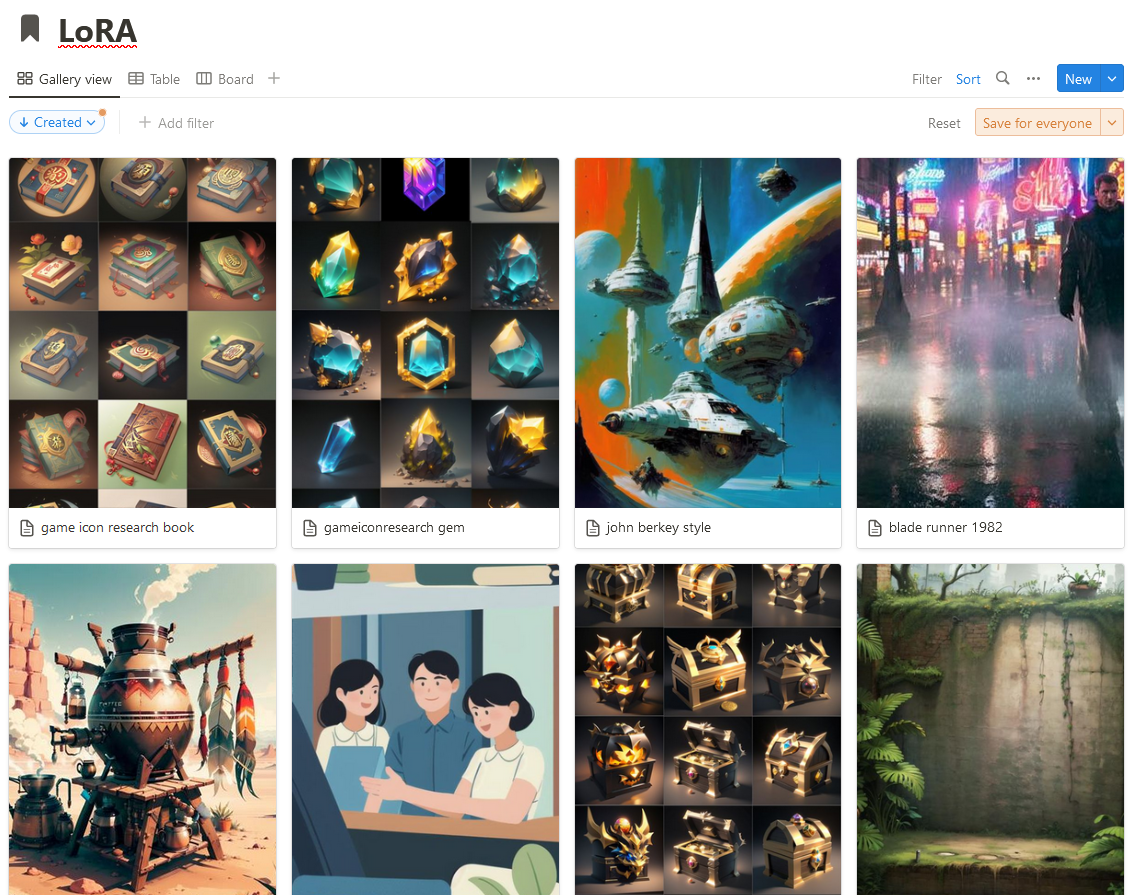 LoRA
Gallery view Table Board
Filter Sort New
Created Add filter
Reset Save for everyone
game icon research book
gameiconresearch gem
john berkey style
blade runner 1982